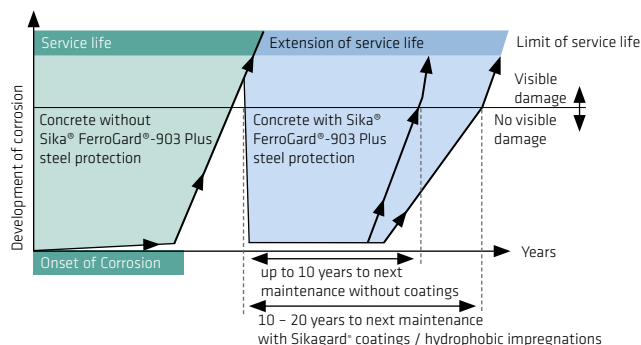 Service life
Extension of service life
Limit of service life
Development of corrosion
Visible
damage
No visible
damage
Concrete without
Sika® FerroGard®-903 Plus
steel protection
Concrete with Sika®
FerroGard®-903 Plus
steel protection
Years
Onset of Corrosion
up to 10 years to next
maintenance without coatings
10 – 20 years to next maintenance
with Sikagard® coatings / hydrophobic impregnations